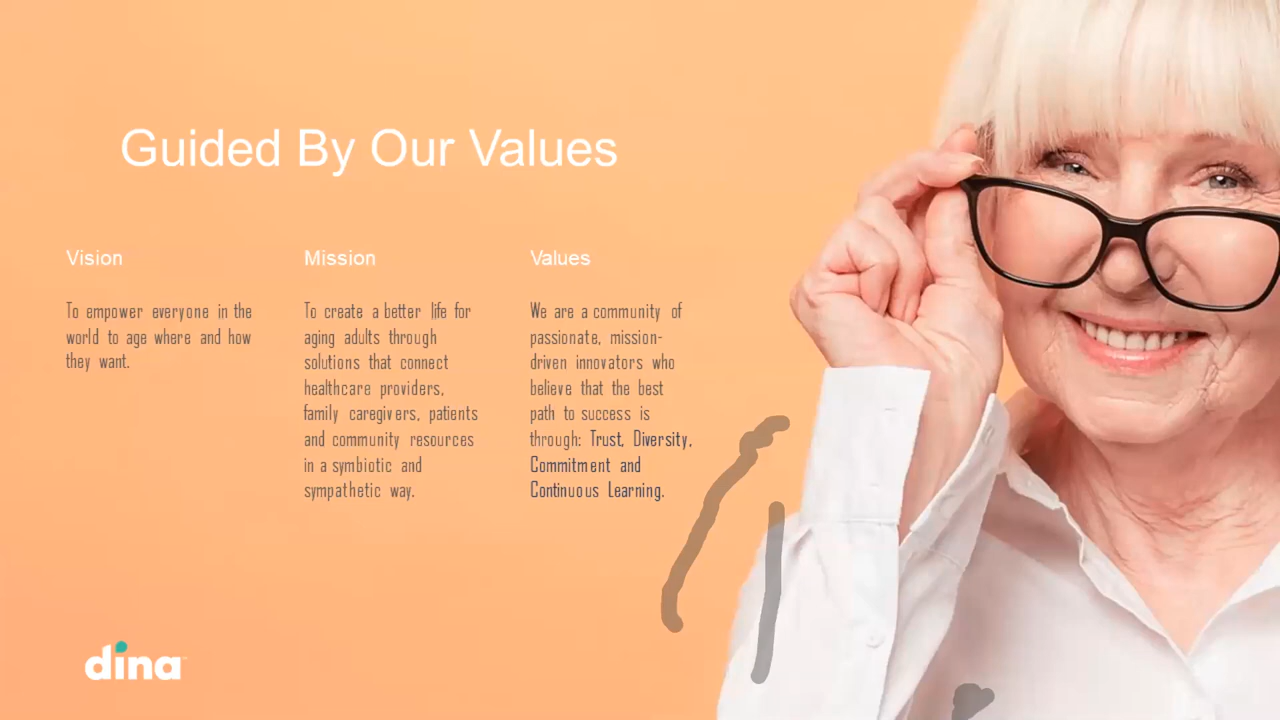 Guided By Our Values
Vision
To empower everyone in the
world to age where and how
they want.
Mission
To create a better life for
aging adults through
solutions that connect
healthcare providers,
family caregivers, patients
and community resources
in a symbiotic and
sympathetic way.
Values
We are a community of
passionate, mission-
driven innovators who
believe that the best
path to success is
through: Trust, Diversity,
Commitment and
Continuous Learning.
dina